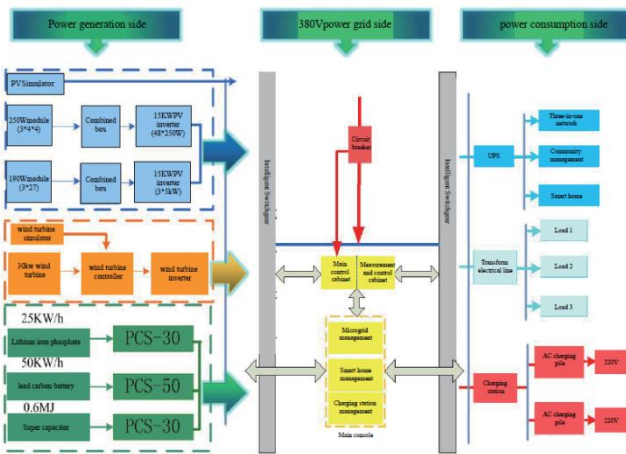 Power generation side
380Vpower grid side
power consumption side
PVSimulator
250Wmodule
(3*4*4)
Combined
box
15KWPV
inverter
(48*250W)
190Wmodule
(3*27)
Combined
box
15KWPV
inverter
(3*5kW)
wind turbine
simulator
30kw wind
turbine
wind turbine
controller
wind turbine
inverter
25KW/h
Lithium iron phosphate
PCS-30
50KW/h
lead carbon battery
PCS-50
0.6MJ
Super capacitor
PCS-30
Intelligent Switchgear
Circuit
breaker
Main
control
cabinet
Measurement
and control
cabinet
Microgrid
management
Smart home
management
Charging station
management
Main console
Intelligent Switchgear
UPS
Three-in-one
network
Community
management
Smart home
Transform
electrical line
Load 1
Load 2
Load 3
Charging
station
AC charging
pile
220V
AC charging
pile
220V